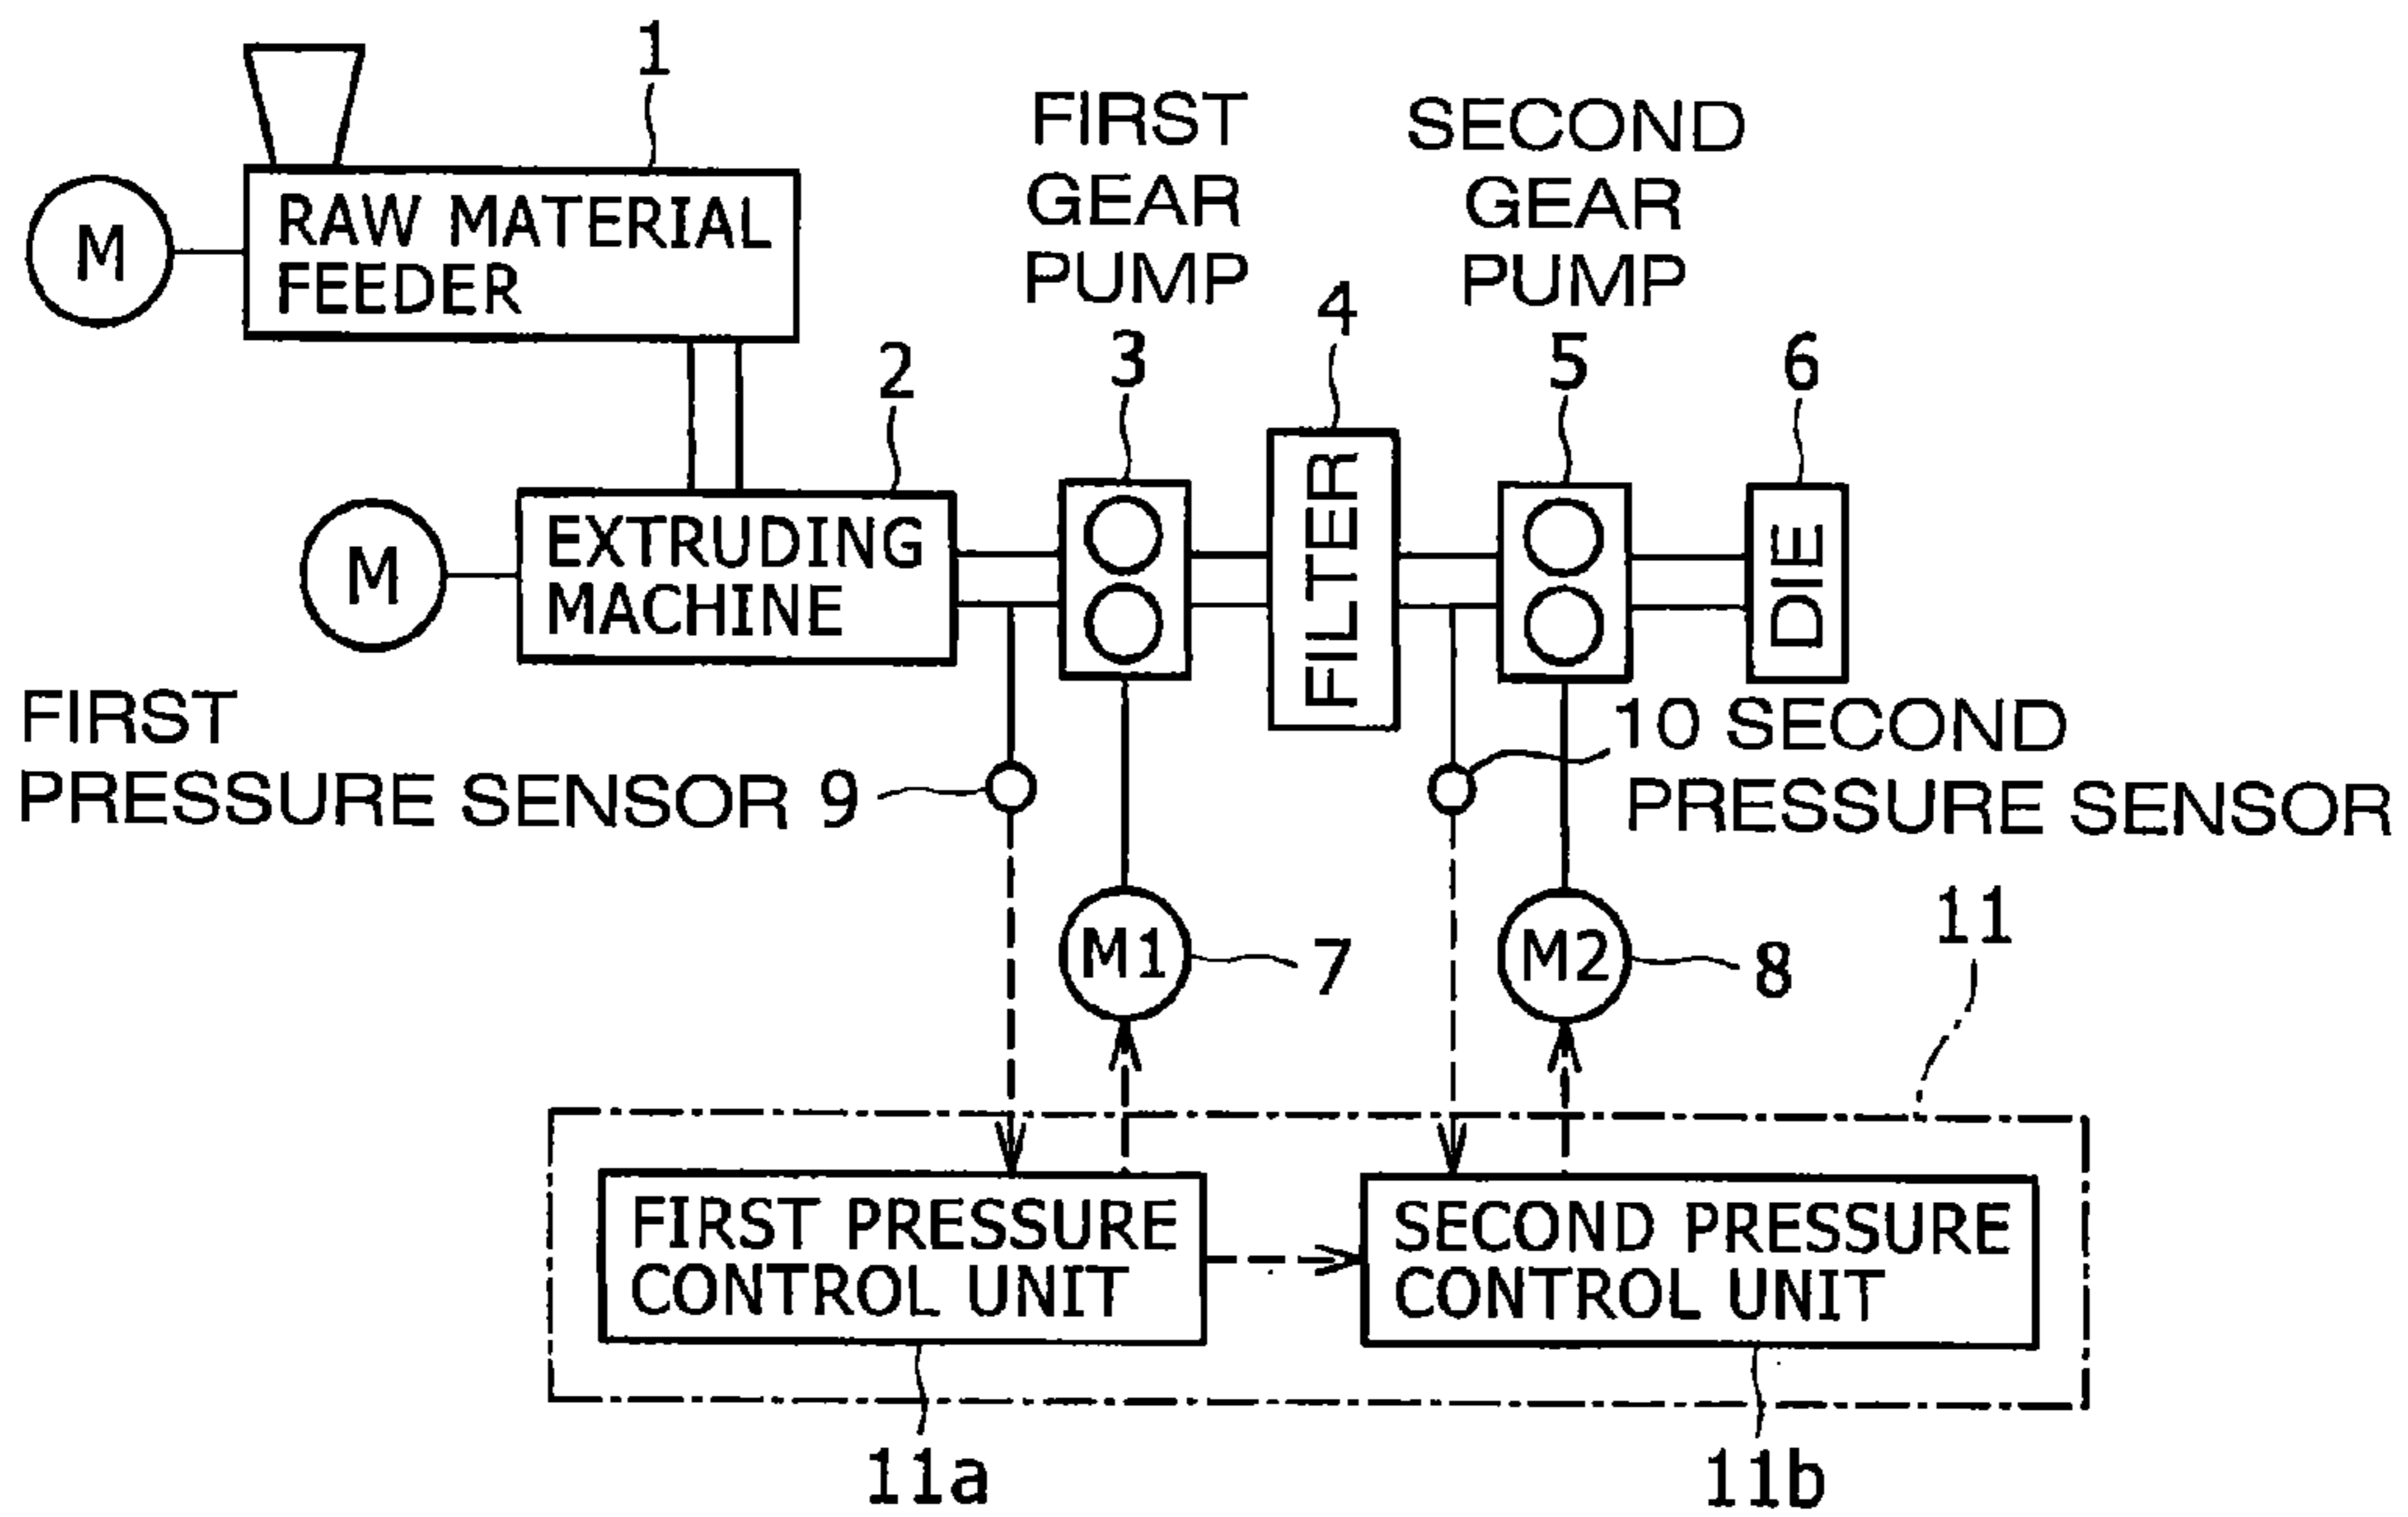 1
M
RAW MATERIAL
FEEDER
FIRST
GEAR
PUMP
3
SECOND
GEAR
PUMP
5
2
4
6
M
EXTRUDING
MACHINE
FILTER
DIE
FIRST
PRESSURE SENSOR 9
10 SECOND
PRESSURE SENSOR
M1
7
M2
8
11
FIRST PRESSURE
CONTROL UNIT
SECOND PRESSURE
CONTROL UNIT
11a
11b